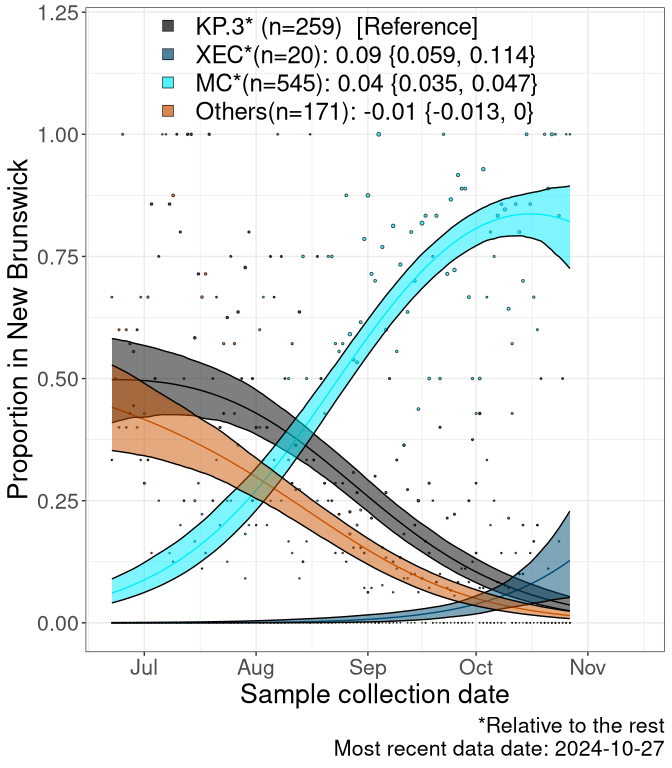 KP.3* (n=259)  [Reference]
XEC*(n=20): 0.09 {0.059, 0.114}
MC*(n=545): 0.04 {0.035, 0.047}
Others(n=171): -0.01 {-0.013, 0}
1.25
1.00
0.75
0.50
0.25
0.00
Proportion in New Brunswick
Jul Aug Sep Oct Nov
Sample collection date
*Relative to the rest
Most recent data date: 2024-10-27